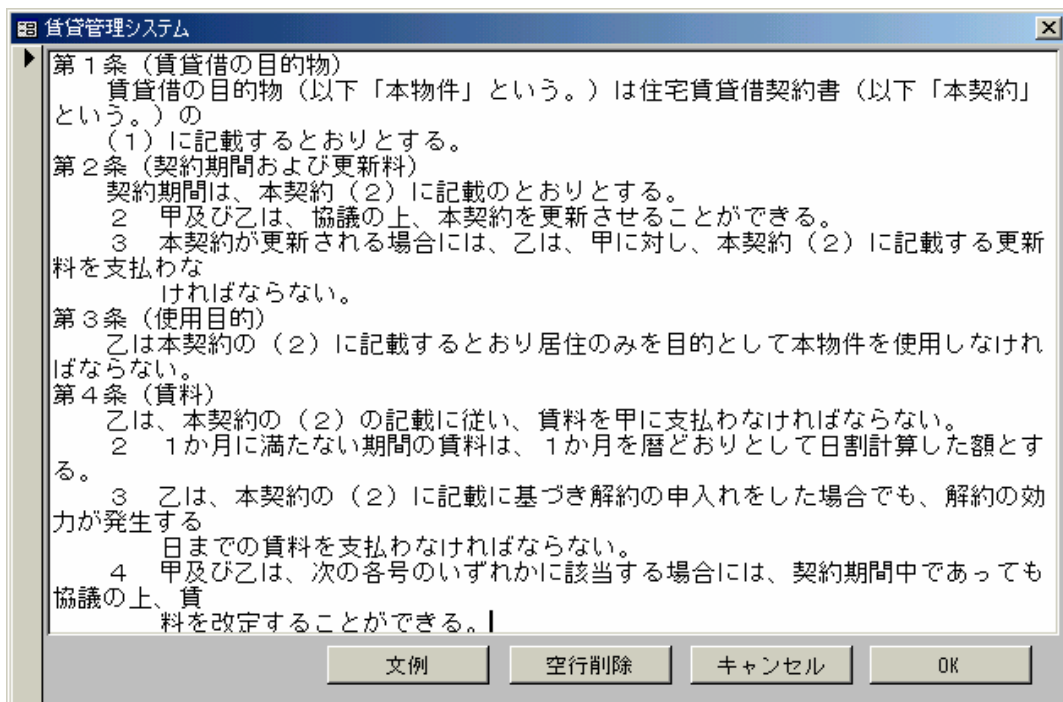 賃貸管理システム
第１条（賃貸借の目的物）
　　賃貸借の目的物（以下「本物件」という。）は住宅賃貸借契約書（以下「本契約」
という。）の
　　（１）に記載するとおりとする。
第２条（契約期間および更新料）
　　契約期間は、本契約（２）に記載のとおりとする。
　　２　甲及び乙は、協議の上、本契約を更新させることができる。
　　３　本契約が更新される場合には、乙は、甲に対し、本契約（２）に記載する更新
料を支払わな
　　　　ければならない。
第３条（使用目的）
　　乙は本契約の（２）に記載するとおり居住のみを目的として本物件を使用しなけれ
ばならない。
第４条（賃料）
　　乙は、本契約の（２）の記載に従い、賃料を甲に支払わなければならない。
　　２　１か月に満たない期間の賃料は、１か月を暦どおりとして日割計算した額とす
る。
　　３　乙は、本契約の（２）に記載に基づき解約の申入れをした場合でも、解約の効
力が発生する
　　　　日までの賃料を支払わなければならない。
　　４　甲及び乙は、次の各号のいずれかに該当する場合には、契約期間中であっても
協議の上、賃
　　　　料を改定することができる。
文例　空行削除　キャンセル　OK